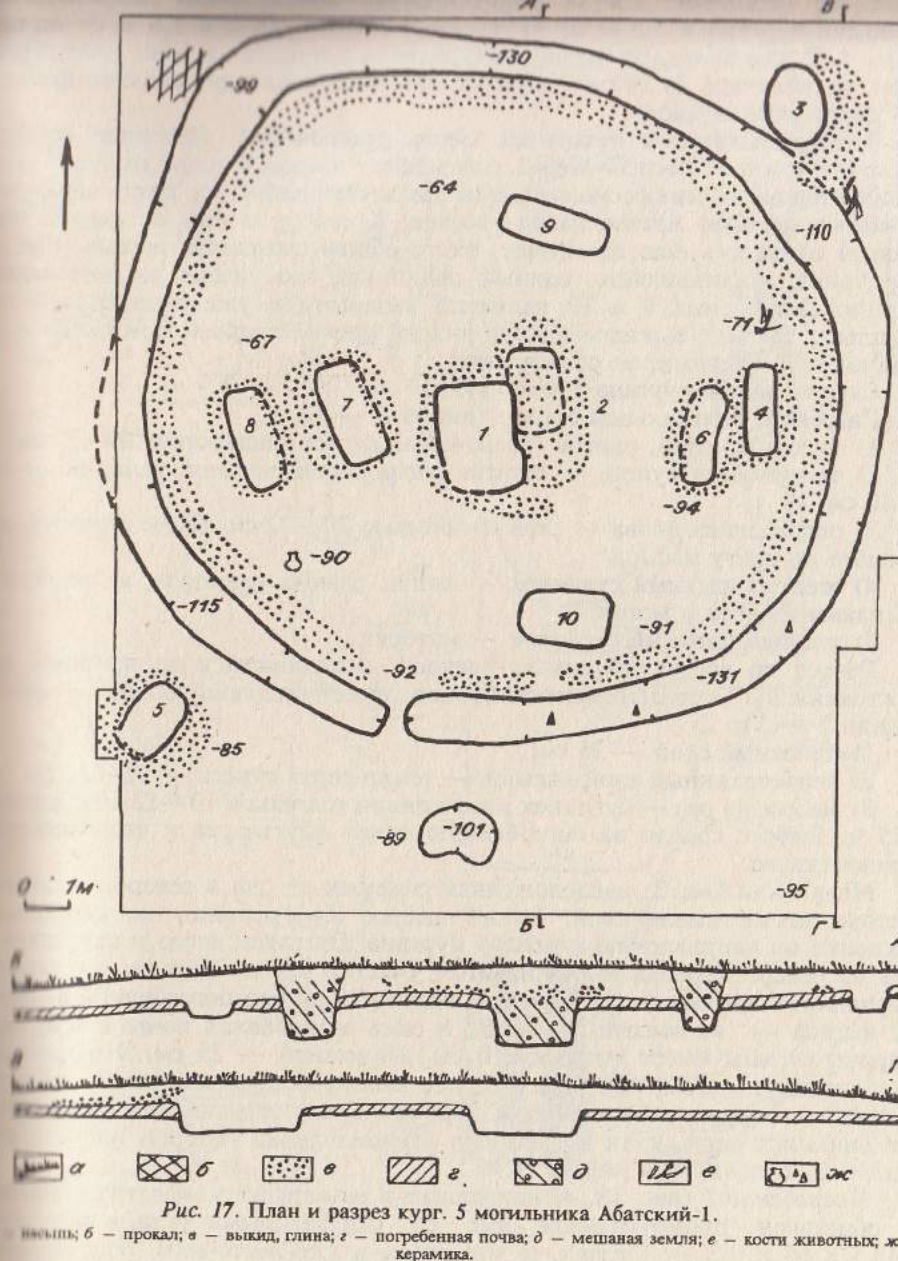 А
В
-130
-99
3
-64
9
-110
-71
-67
8
7
1
2
6
4
-94
-90
-115
10
-91
-92
-131
5
-85
-89
-101
0 1м
-95
Б
Г
Б
А
В
Г
а
б
в
г
д
е
ж
Рис. 17. План и разрез кург. 5 могильника Абатский-1.
насыпь; б — прокал; в — выкид, глина; г — погребенная почва; д — мешаная земля; е — кости животных; ж
керамика.